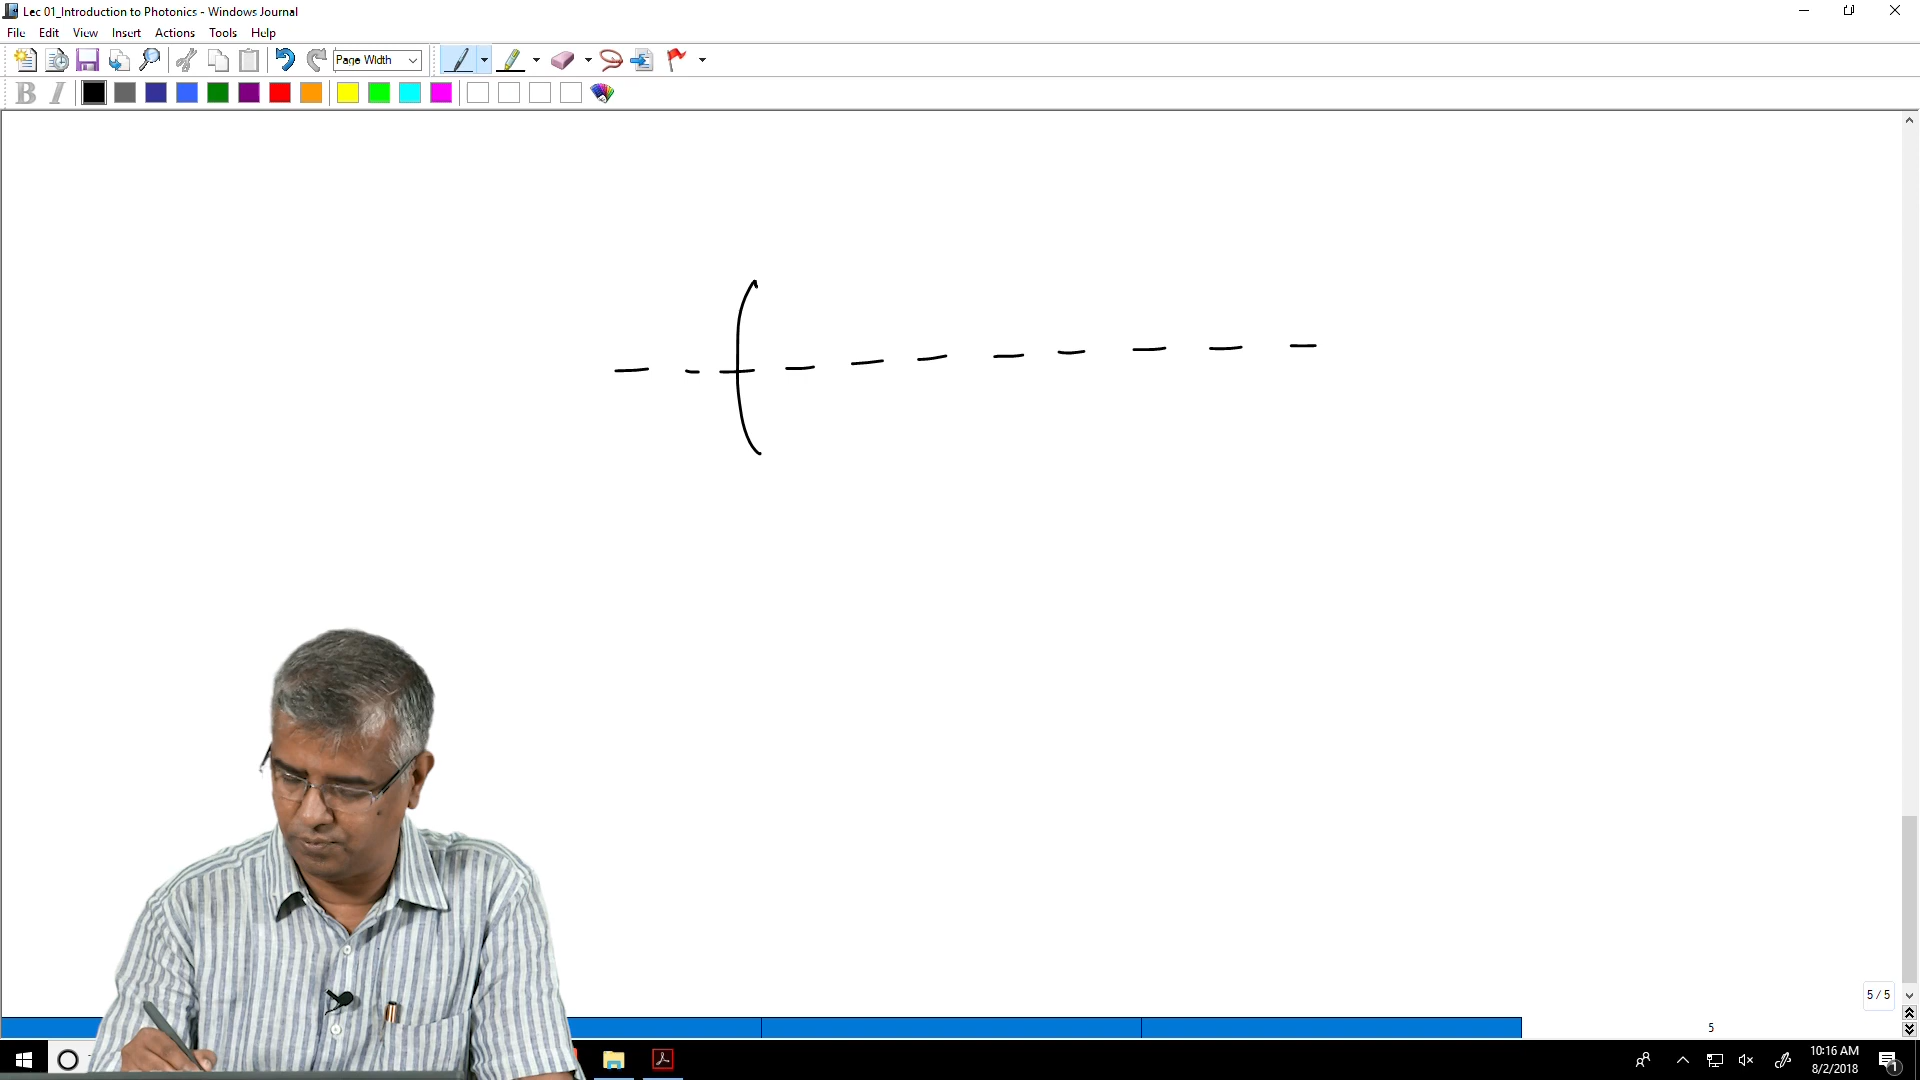 Lec 01_Introduction to Photonics - Windows Journal
File Edit View Insert Actions Tools Help
Page Width
B I
5 / 5
5
10:16 AM
8/2/2018
1